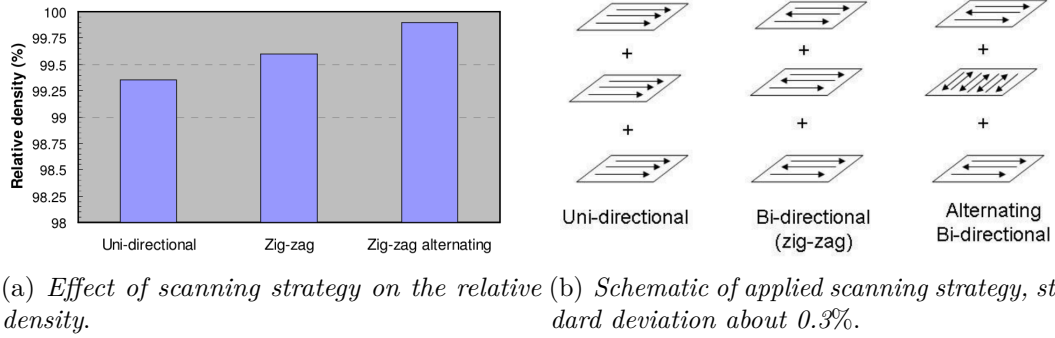 Relative density (%)
100
99.75
99.5
99.25
99
98.75
98.5
98.25
98
Uni-directional
Zig-zag
Zig-zag alternating
+
+
+
+
+
+
Uni-directional
Bi-directional
(zig-zag)
Alternating
Bi-directional
(a) Effect of scanning strategy on the relative
density.
(b) Schematic of applied scanning strategy, st
dard deviation about 0.3%.